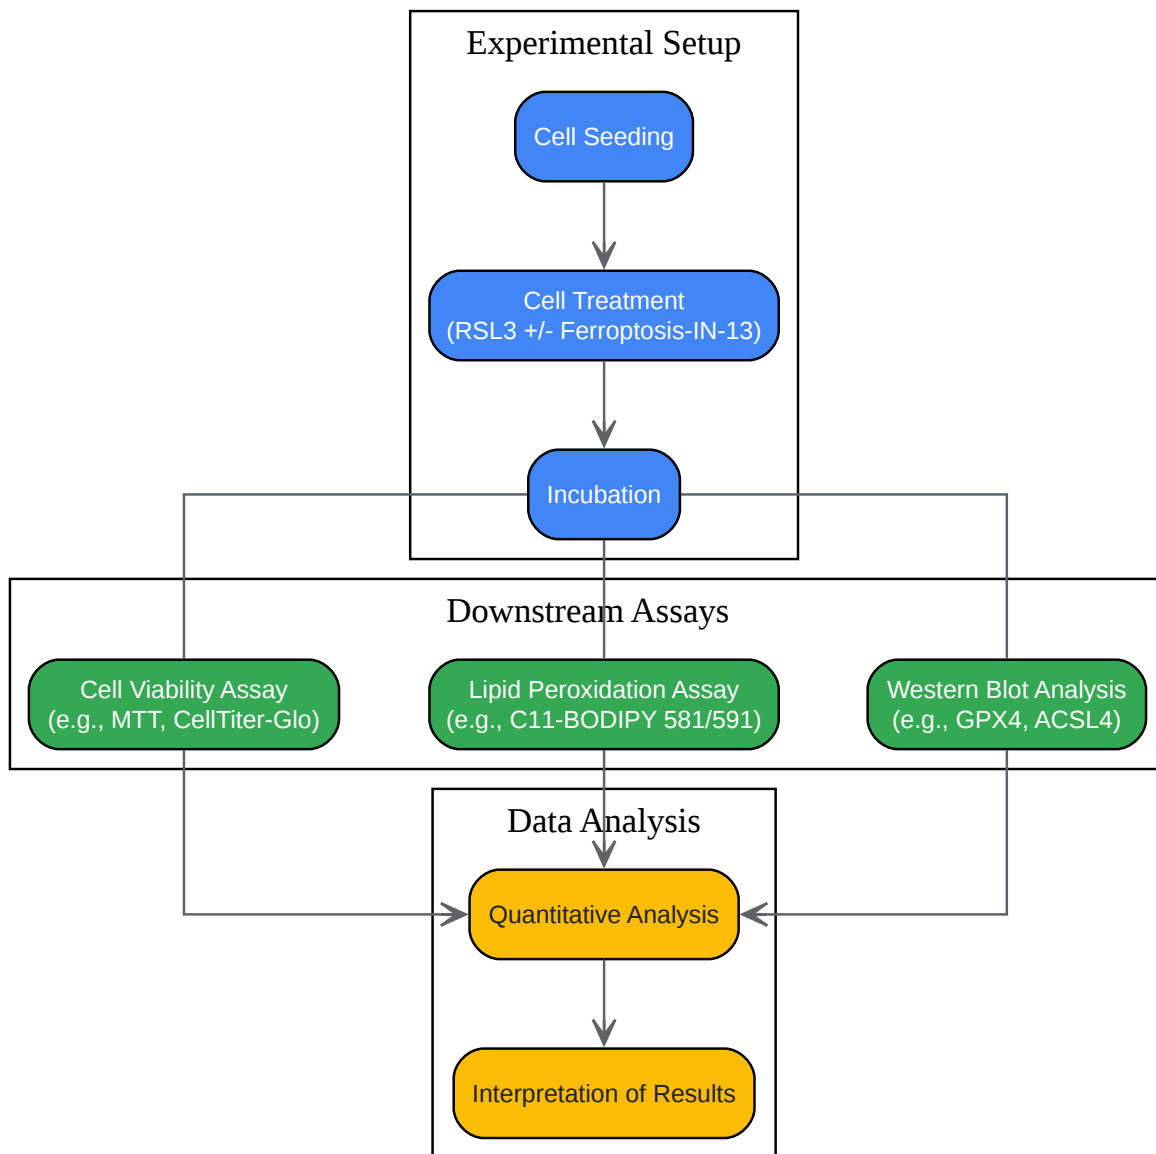 Experimental Setup
Cell Seeding
Cell Treatment
(RSL3 +/- Ferroptosis-IN-13)
Incubation
Downstream Assays
Cell Viability Assay
(e.g., MTT, CellTiter-Glo)
Lipid Peroxidation Assay
(e.g., C11-BODIPY 581/591)
Western Blot Analysis
(e.g., GPX4, ACSL4)
Data Analysis
Quantitative Analysis
Interpretation of Results